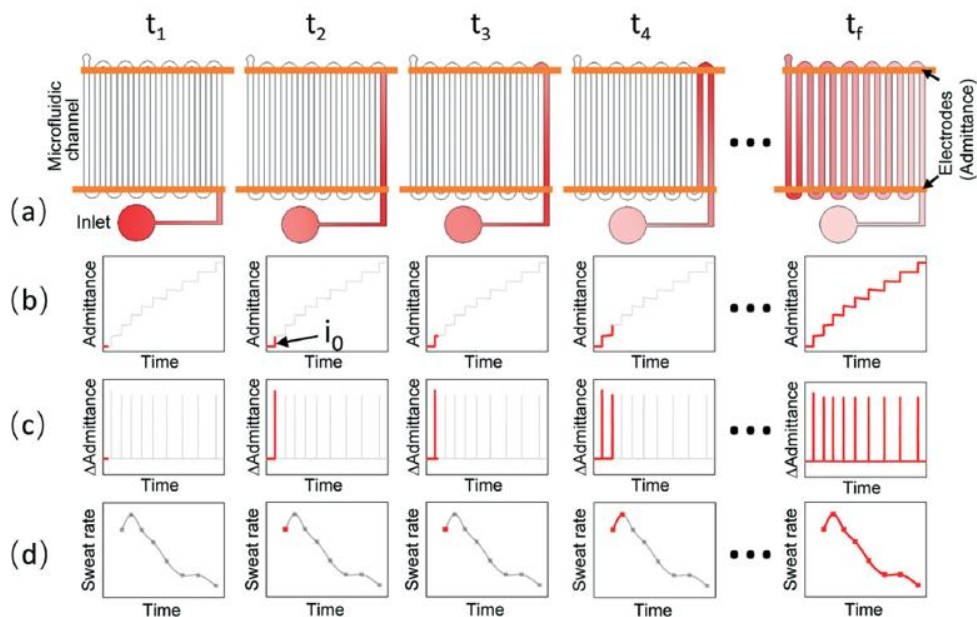 t₁ t₂ t₃ t₄ t_f
Microfluidic
channel
Electrodes
(Admittance)
(a)
Inlet
(b)
Admittance Admittance Admittance Admittance Admittance
i₀
Time Time Time Time Time
(c)
ΔAdmittance ΔAdmittance ΔAdmittance ΔAdmittance ΔAdmittance
Time Time Time Time Time
(d)
Sweat rate Sweat rate Sweat rate Sweat rate Sweat rate
Time Time Time Time Time